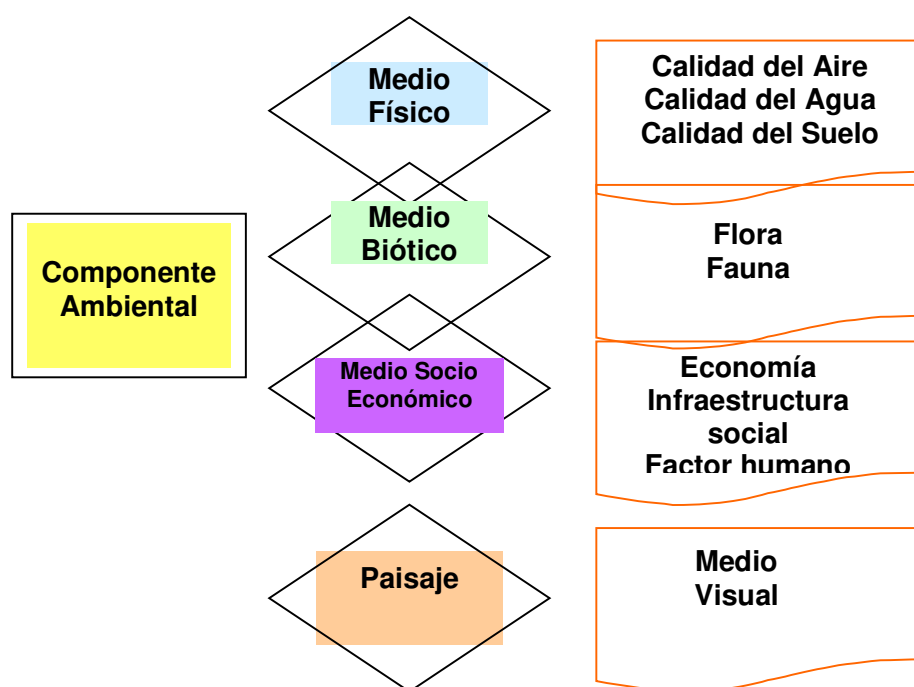 Componente
Ambiental
Medio
Físico
Calidad del Aire
Calidad del Agua
Calidad del Suelo
Medio
Biótico
Flora
Fauna
Medio Socio
Económico
Economía
Infraestructura
social
Factor humano
Paisaje
Medio
Visual